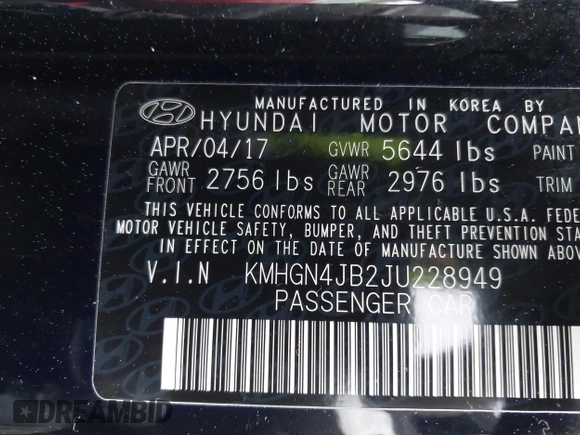 MANUFACTURED IN KOREA BY
HYUNDAI MOTOR COMPAN
APR/04/17 GVWR 5644 lbs PAINT
GAWR FRONT 2756 lbs GAWR REAR 2976 lbs TRIM
THIS VEHICLE CONFORMS TO ALL APPLICABLE U.S.A. FEDE
MOTOR VEHICLE SAFETY, BUMPER, AND THEFT PREVENTION STA
IN EFFECT ON THE DATE OF MANUFACTURE SHOWN ABOVE
V.I.N KMHGN4JB2JU228949
PASSENGER CAR
DREAMBID